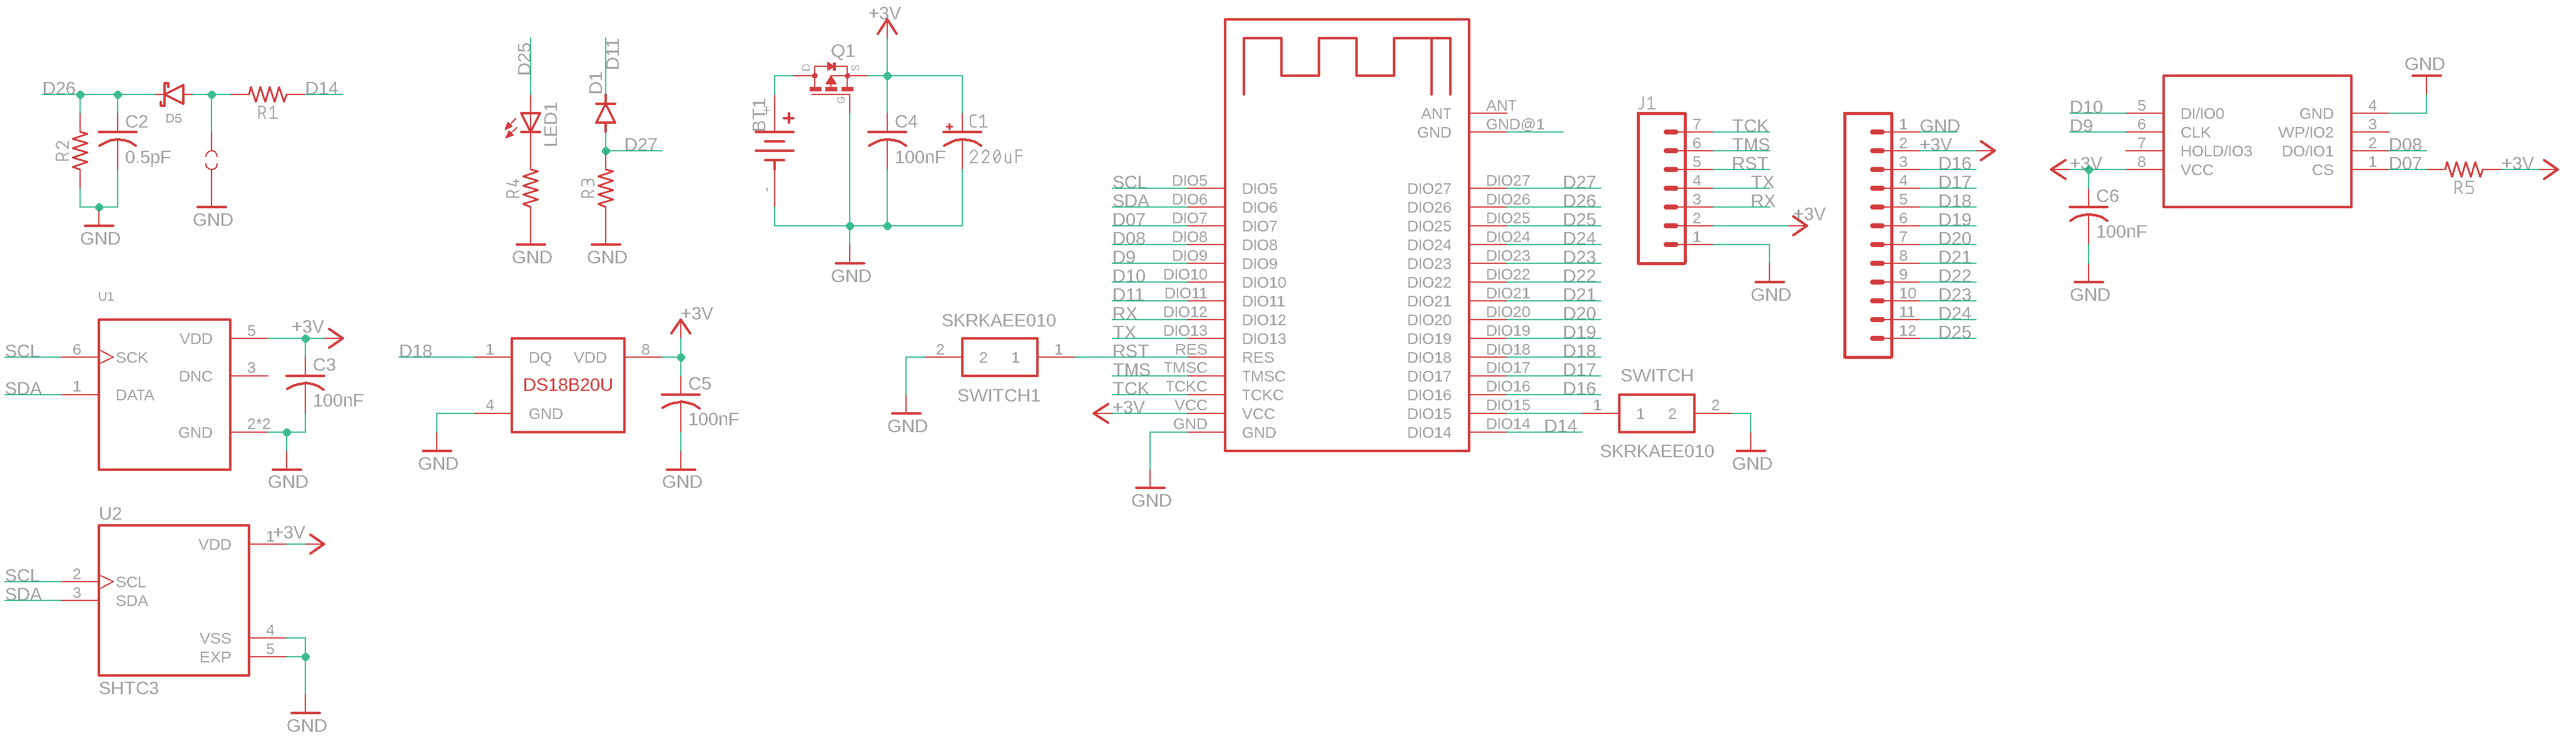 D26
D14
D5
R1
R2
C2
0.5pF
GND
GND
D25
D11
D1
LED1
D27
R4
R3
GND
GND
+3V
Q1
D
S
G
BT1
+
-
C4
100nF
C1
220uF
GND
U1
VDD
5
+3V
SCL
6
SCK
DNC
3
C3
SDA
1
DATA
100nF
GND
2*2
GND
D18
1
DQ
VDD
8
+3V
DS18B20U
4
GND
GND
C5
100nF
GND
U2
VDD
1
+3V
SCL
2
SCL
SDA
3
SDA
VSS
4
EXP
5
SHTC3
GND
SKRKAEE010
2
2
1
1
SWITCH1
GND
ANT
ANT
GND
GND@1
SCL DIO5 DIO5
SDA DIO6 DIO6
D07 DIO7 DIO7
D08 DIO8 DIO8
D9 DIO9 DIO9
D10 DIO10 DIO10
D11 DIO11 DIO11
RX DIO12 DIO12
TX DIO13 DIO13
RST RES RES
TMS TMSC TMSC
TCK TCKC TCKC
+3V VCC VCC
GND GND
GND
DIO27 DIO27 D27
DIO26 DIO26 D26
DIO25 DIO25 D25
DIO24 DIO24 D24
DIO23 DIO23 D23
DIO22 DIO22 D22
DIO21 DIO21 D21
DIO20 DIO20 D20
DIO19 DIO19 D19
DIO18 DIO18 D18
DIO17 DIO17 D17
DIO16 DIO16 D16
DIO15 DIO15
DIO14 DIO14 D14
SWITCH
1
1
2
2
SKRKAEE010
GND
J1
7 TCK
6 TMS
5 RST
4 TX
3 RX
2 +3V
1
GND
1 GND
2 +3V
3 D16
4 D17
5 D18
6 D19
7 D20
8 D21
9 D22
10 D23
11 D24
12 D25
D10 5 DI/IO0
D9 6 CLK
7 HOLD/IO3
+3V 8 VCC
C6
100nF
GND
GND
GND 4
WP/IO2 3
DO/IO1 2 D08
CS 1 D07
R5
+3V